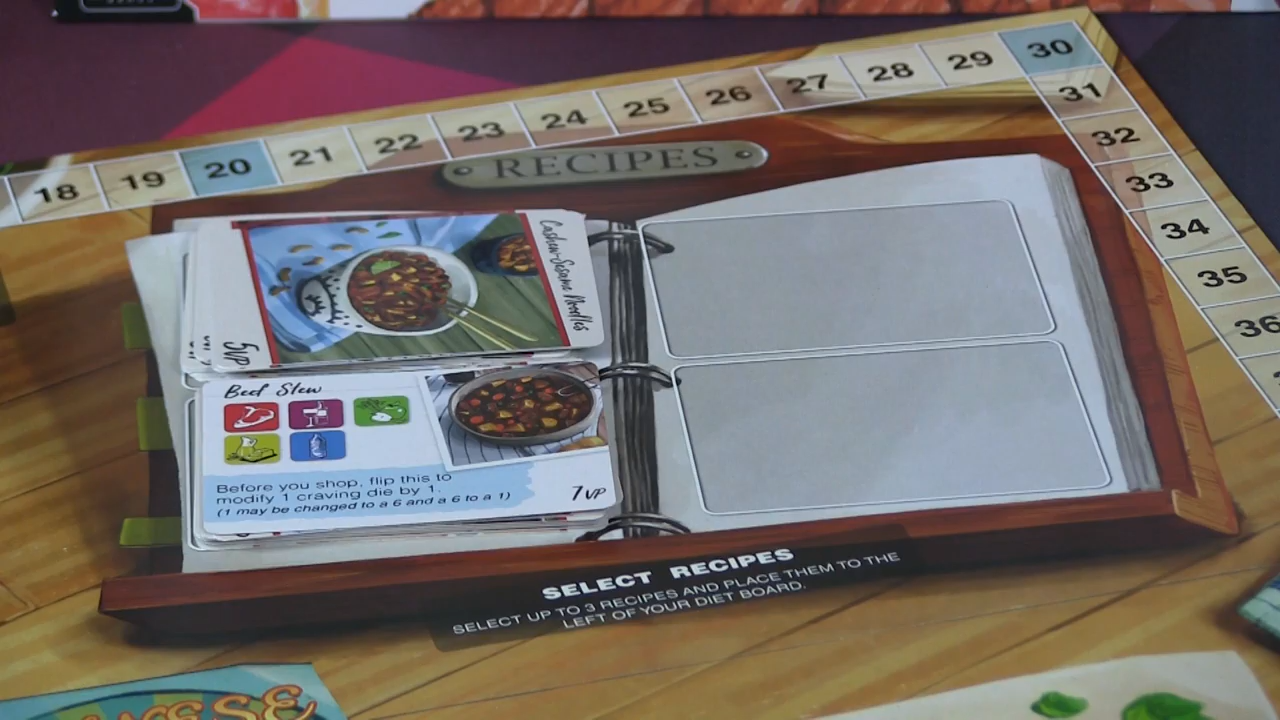 18 19 20 21 22 23 24 25 26 27 28 29 30
31
32
33
34
35
36
RECIPES
Cashew-Sesame Noodles
5VP
Beef Stew
Before you shop, flip this to
modify 1 craving die by 1.
(1 may be changed to a 6 and a 6 to a 1)
7 VP
SELECT RECIPES
SELECT UP TO 3 RECIPES AND PLACE THEM TO THE
LEFT OF YOUR DIET BOARD.